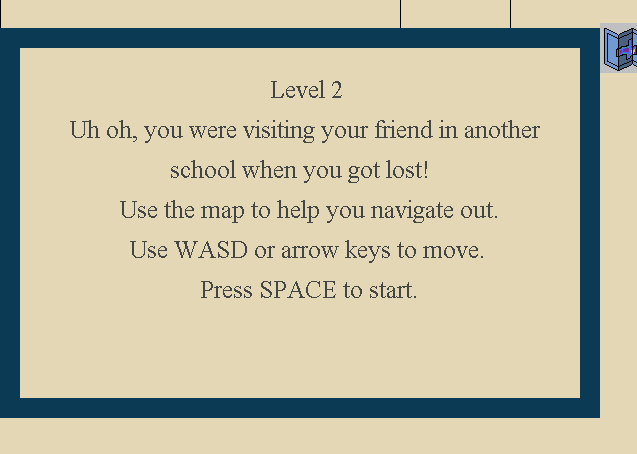 Level 2
Uh oh, you were visiting your friend in another
school when you got lost!
Use the map to help you navigate out.
Use WASD or arrow keys to move.
Press SPACE to start.